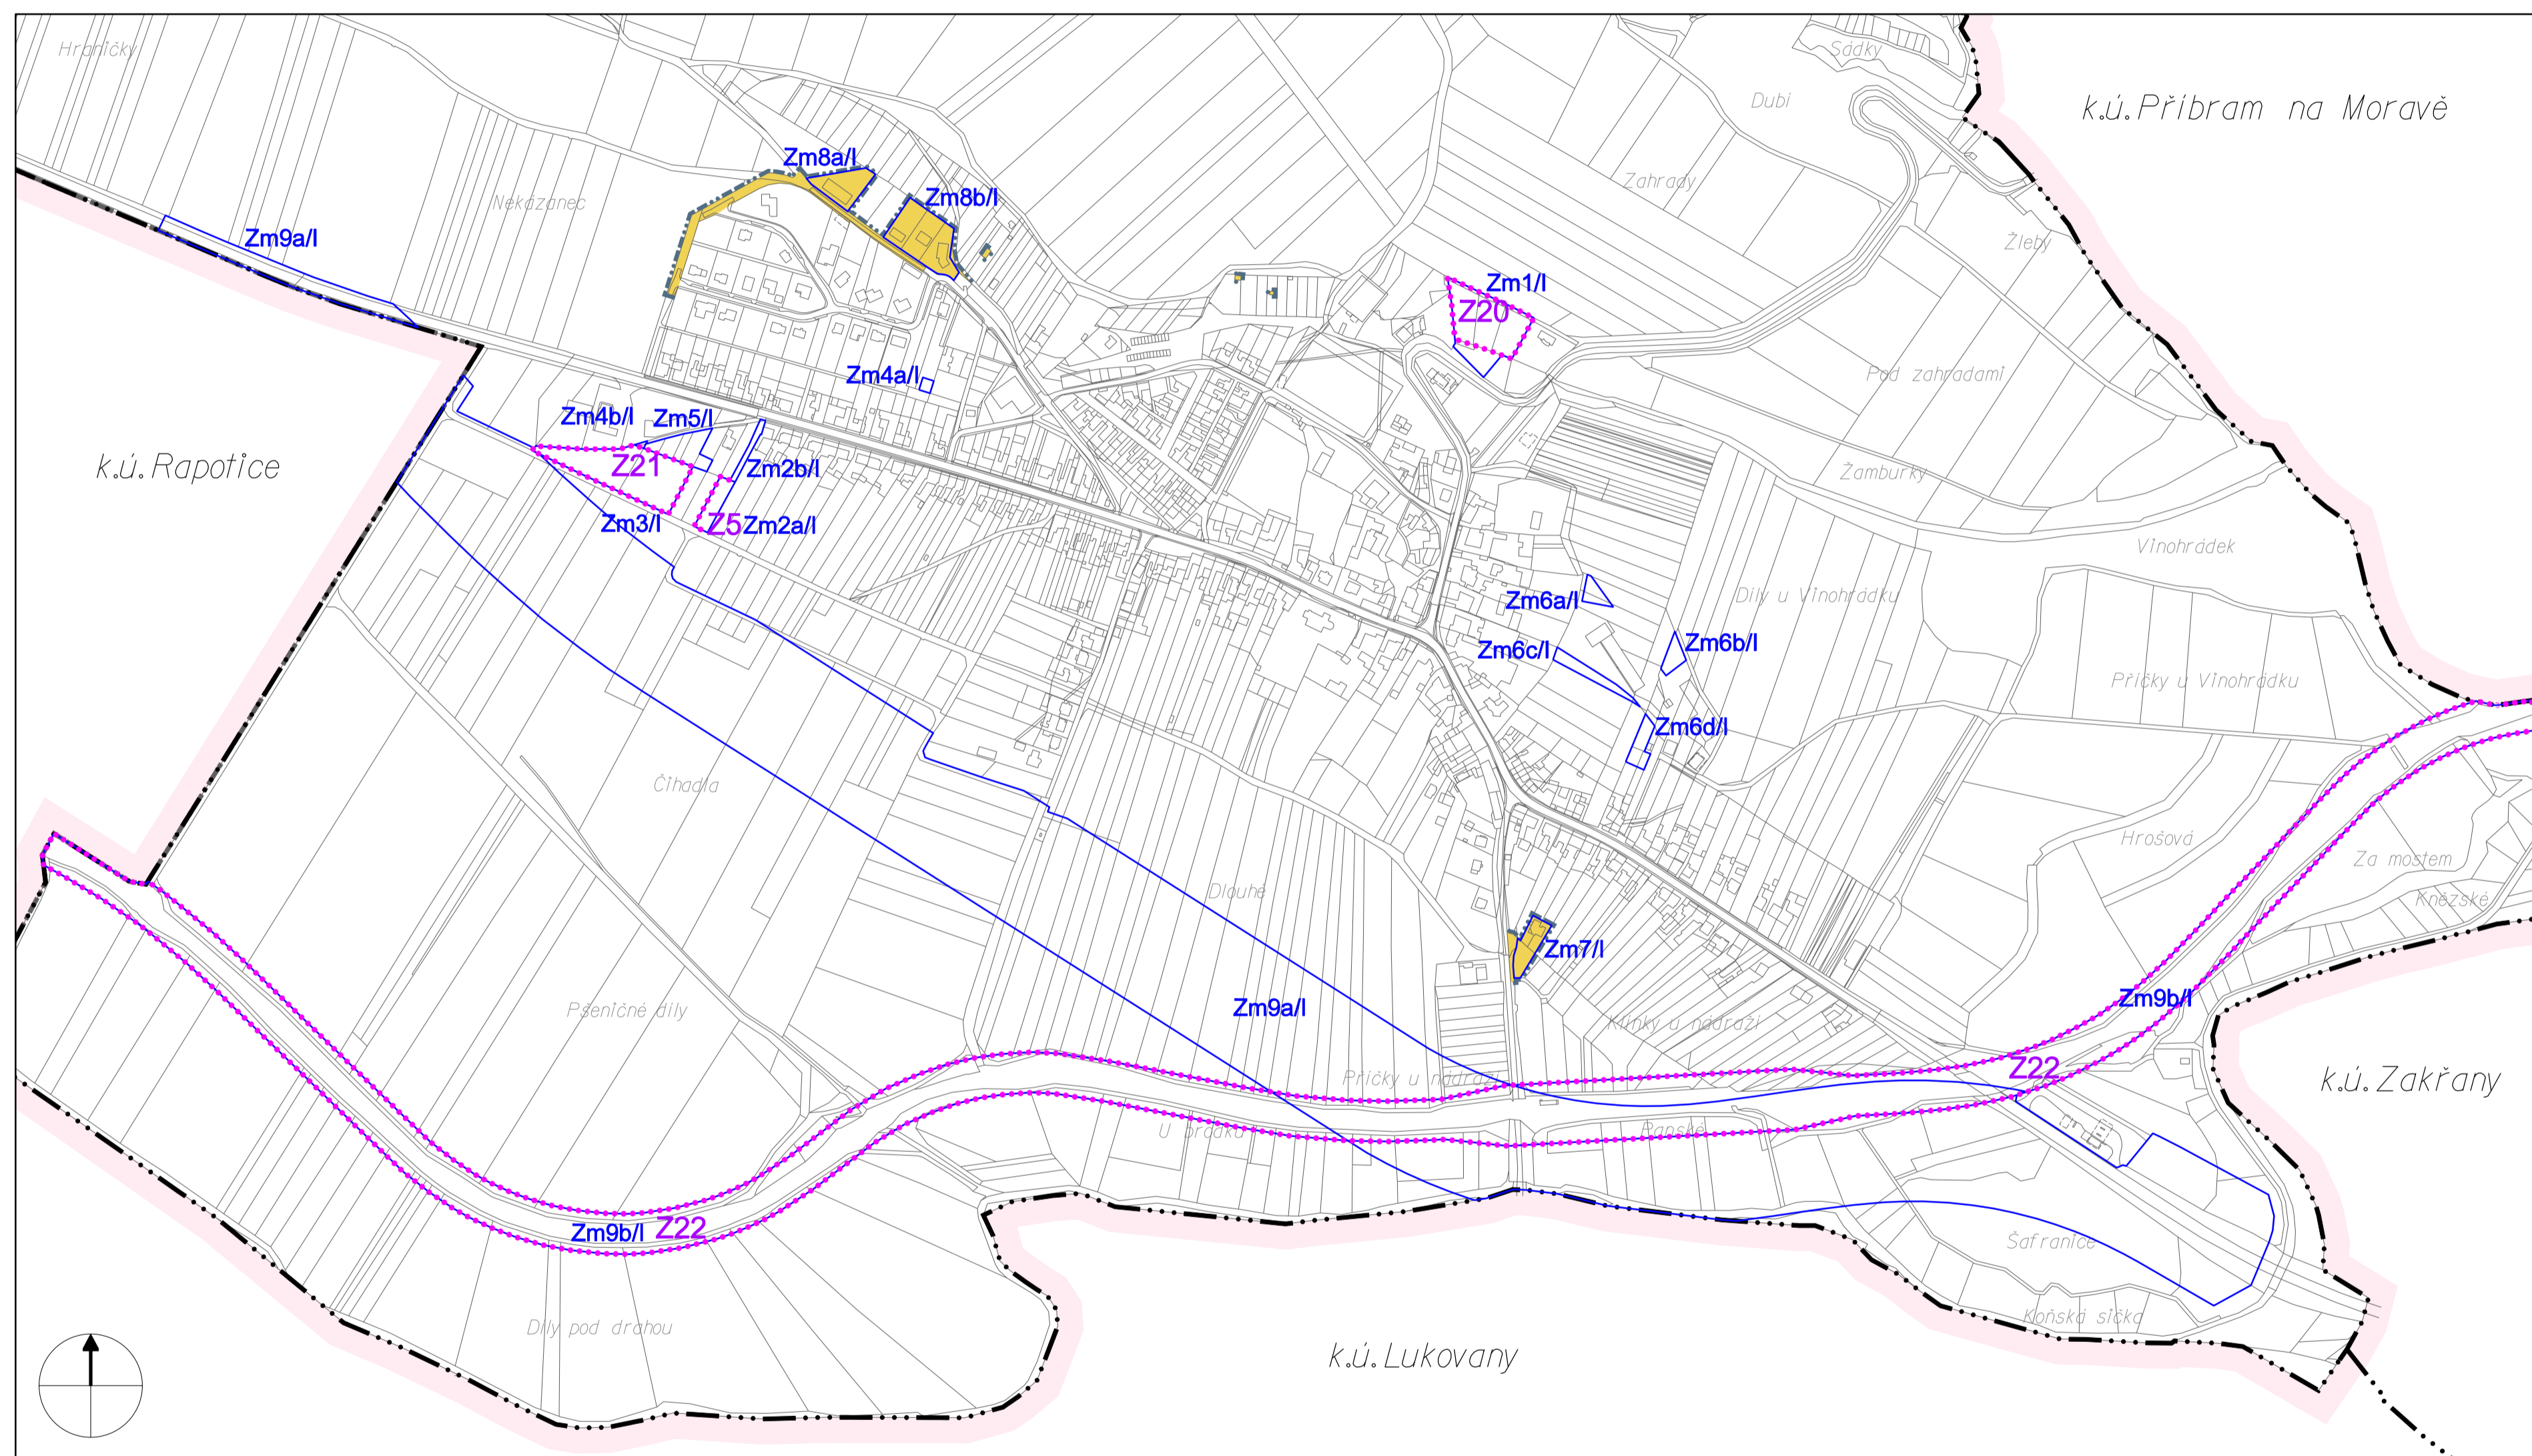 Hraničky
Sádky
Dubí
k.ú. Příbram na Moravě
Zm8a/I
Zahrady
Zm8b/I
Nekázanec
Zm9a/I
Žleby
Zm1/I
Z20
Zm4a/I
Pod zahradami
Zm4b/I
Zm5/I
k.ú. Rapotice
Z21
Zm2b/I
Žamburky
Zm3/I
Z5
Zm2a/I
Vinohrádek
Díly u Vinohrádku
Zm6a/I
Zm6b/I
Zm6c/I
Příčky u Vinohrádku
Zm6d/I
Čihadla
Hrošová
Za mostem
Dlouhé
Kněžské
Zm7/I
Zm9b/I
Zm9a/I
Pšeničné díly
Klínky u nádraží
Z22
Příčky u nádraží
k.ú. Zakřany
U brdáku
Panské
Zm9b/I
Z22
Šafranice
Koňská sička
Díly pod drahou
k.ú. Lukovany